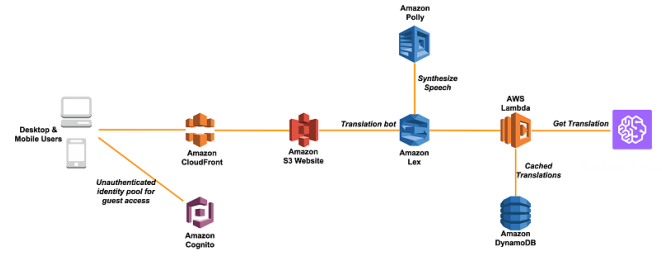 Amazon
Polly
Synthesize
Speech
AWS
Lambda
Desktop &
Mobile Users
Translation bot
Get Translation
Amazon
CloudFront
Amazon
S3 Website
Amazon
Lex
Cached
Translations
Unauthenticated
identity pool for
guest access
Amazon
Cognito
Amazon
DynamoDB